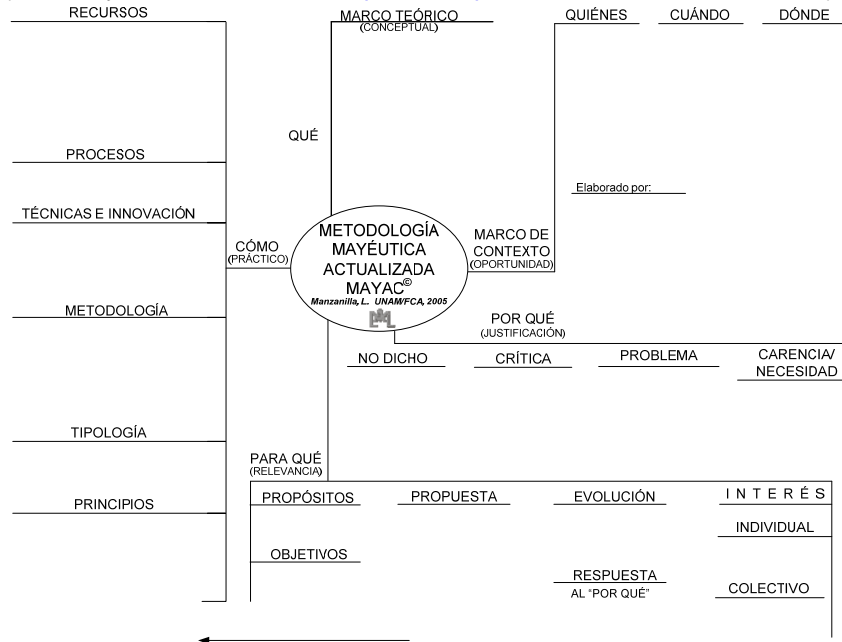 RECURSOS
MARCO TEÓRICO
(CONCEPTUAL)
QUIÉNES
CUÁNDO
DÓNDE
QUÉ
PROCESOS
TÉCNICAS E INNOVACIÓN
Elaborado por:
CÓMO
(PRÁCTICO)
METODOLOGÍA
MAYÉUTICA
ACTUALIZADA
MAYAC©
Manzanilla, L. UNAM/FCA, 2005
MARCO DE
CONTEXTO
(OPORTUNIDAD)
METODOLOGÍA
POR QUÉ
(JUSTIFICACIÓN)
NO DICHO
CRÍTICA
PROBLEMA
CARENCIA/
NECESIDAD
TIPOLOGÍA
PRINCIPIOS
PARA QUÉ
(RELEVANCIA)
PROPÓSITOS
PROPUESTA
EVOLUCIÓN
INTERÉS
INDIVIDUAL
OBJETIVOS
RESPUESTA
AL "POR QUÉ"
COLECTIVO